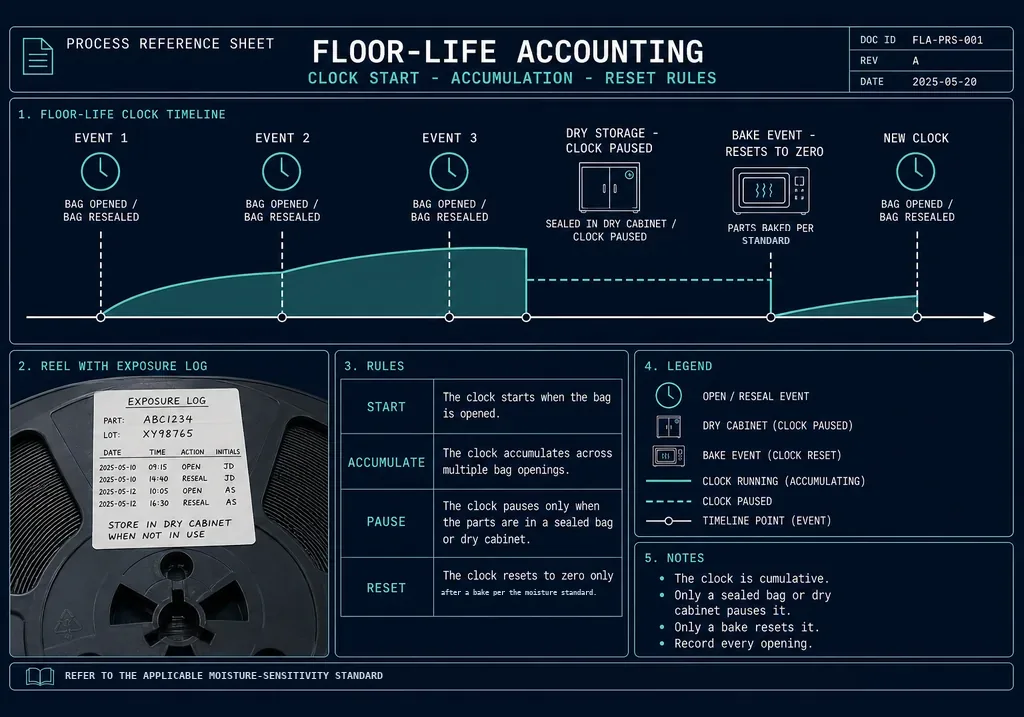 PROCESS REFERENCE SHEET
FLOOR-LIFE ACCOUNTING
CLOCK START - ACCUMULATION - RESET RULES
DOC ID FLA-PRS-001
REV A
DATE 2025-05-20
1. FLOOR-LIFE CLOCK TIMELINE
EVENT 1
BAG OPENED /
BAG RESEALED
EVENT 2
BAG OPENED /
BAG RESEALED
EVENT 3
BAG OPENED /
BAG RESEALED
DRY STORAGE -
CLOCK PAUSED
SEALED IN DRY CABINET /
CLOCK PAUSED
BAKE EVENT -
RESETS TO ZERO
PARTS BAKED PER
STANDARD
NEW CLOCK
BAG OPENED /
BAG RESEALED
2. REEL WITH EXPOSURE LOG
EXPOSURE LOG
PART: ABC1234
LOT: XY98765
DATE TIME ACTION INITIALS
2025-05-10 09:15 OPEN JD
2025-05-10 14:40 RESEAL JD
2025-05-12 10:05 OPEN AS
2025-05-12 16:30 RESEAL AS
STORE IN DRY CABINET
WHEN NOT IN USE
3. RULES
START
The clock starts when the bag
is opened.
ACCUMULATE
The clock accumulates across
multiple bag openings.
PAUSE
The clock pauses only when
the parts are in a sealed bag
or dry cabinet.
RESET
The clock resets to zero only
after a bake per the moisture standard.
4. LEGEND
OPEN / RESEAL EVENT
DRY CABINET (CLOCK PAUSED)
BAKE EVENT (CLOCK RESET)
CLOCK RUNNING (ACCUMULATING)
CLOCK PAUSED
TIMELINE POINT (EVENT)
5. NOTES
• The clock is cumulative.
• Only a sealed bag or dry
cabinet pauses it.
• Only a bake resets it.
• Record every opening.
REFER TO THE APPLICABLE MOISTURE-SENSITIVITY STANDARD